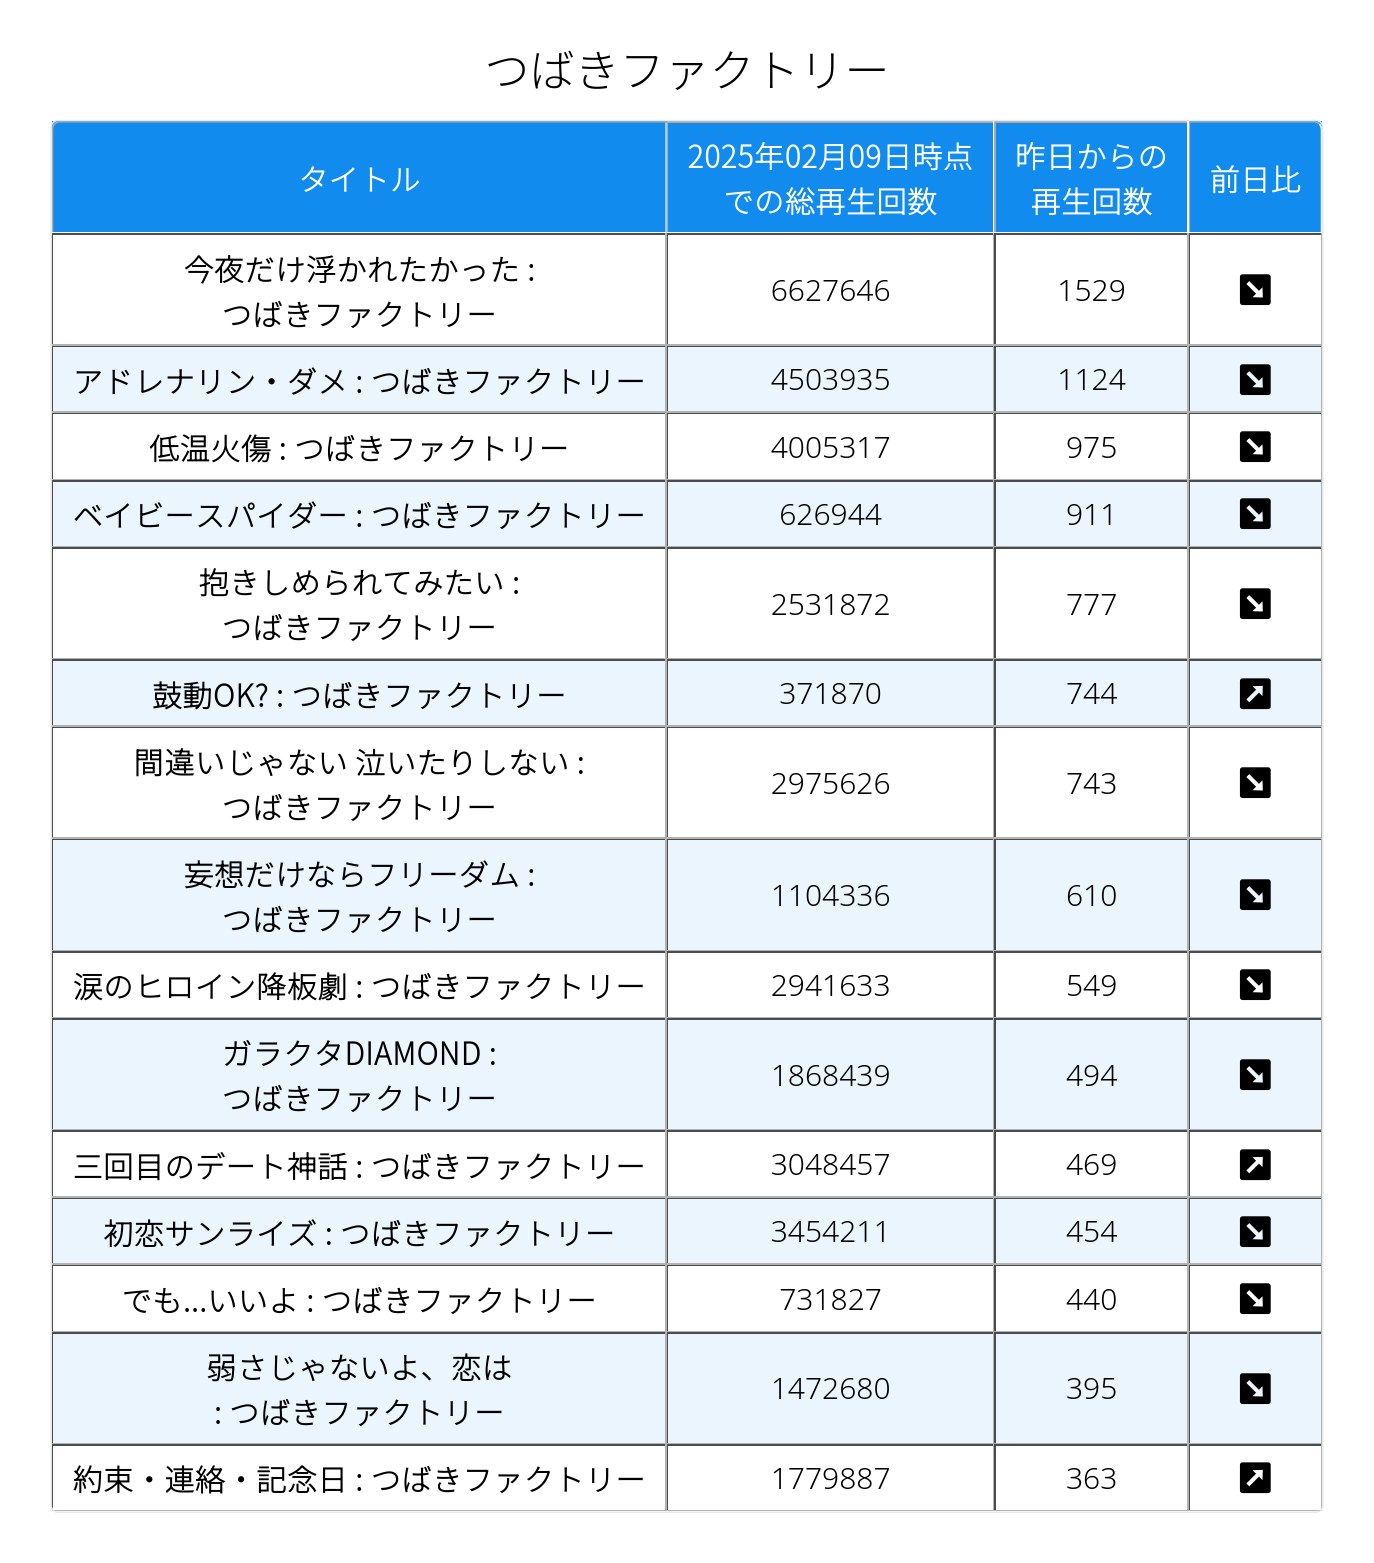 つばきファクトリー
タイトル
2025年02月09日時点
での総再生回数
昨日からの
再生回数
前日比
今夜だけ浮かれたかった :
つばきファクトリー
6627646
1529
アドレナリン・ダメ : つばきファクトリー
4503935
1124
低温火傷 : つばきファクトリー
4005317
975
ベイビースパイダー : つばきファクトリー
626944
911
抱きしめられてみたい :
つばきファクトリー
2531872
777
鼓動OK? : つばきファクトリー
371870
744
間違いじゃない 泣いたりしない :
つばきファクトリー
2975626
743
妄想だけならフリーダム :
つばきファクトリー
1104336
610
涙のヒロイン降板劇 : つばきファクトリー
2941633
549
ガラクタDIAMOND :
つばきファクトリー
1868439
494
三回目のデート神話 : つばきファクトリー
3048457
469
初恋サンライズ : つばきファクトリー
3454211
454
でも...いいよ : つばきファクトリー
731827
440
弱さじゃないよ、恋は
: つばきファクトリー
1472680
395
約束・連絡・記念日 : つばきファクトリー
1779887
363